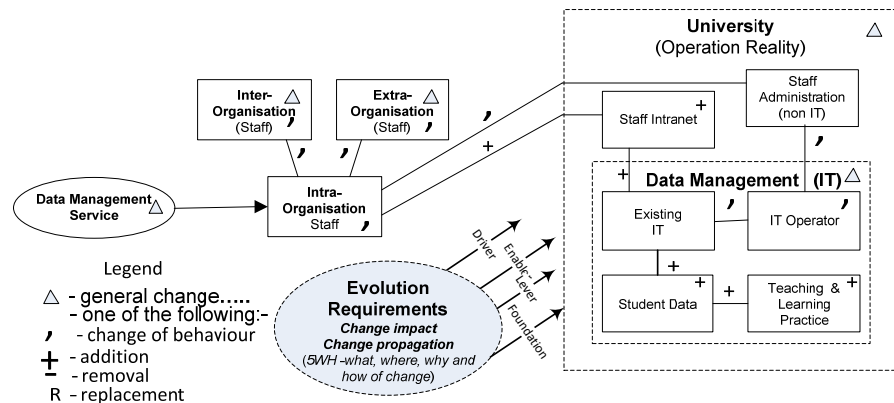 University
(Operation Reality)
Inter-
Organisation
(Staff)
,
Extra-
Organisation
(Staff)
,
,
+
Staff Intranet
+
Staff
Administration
(non IT)
,
,
,
Intra-
Organisation
Staff
,
Data Management
Service
+
Data Management (IT)
Existing
IT
,
IT Operator
,
+
Student Data
+
+
Teaching &
Learning
Practice
+
Driver
Enable-
Lever
Foundation
Evolution
Requirements
Change impact
Change propagation
(5WH -what, where, why and
how of change)
Legend
- general change.....
- one of the following:-
, - change of behaviour
+ - addition
- - removal
R - replacement